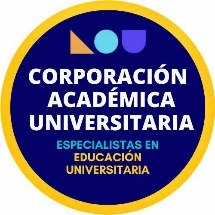 CORPORACIÓN
ACADÉMICA
UNIVERSITARIA
ESPECIALISTAS EN
EDUCACIÓN
UNIVERSITARIA